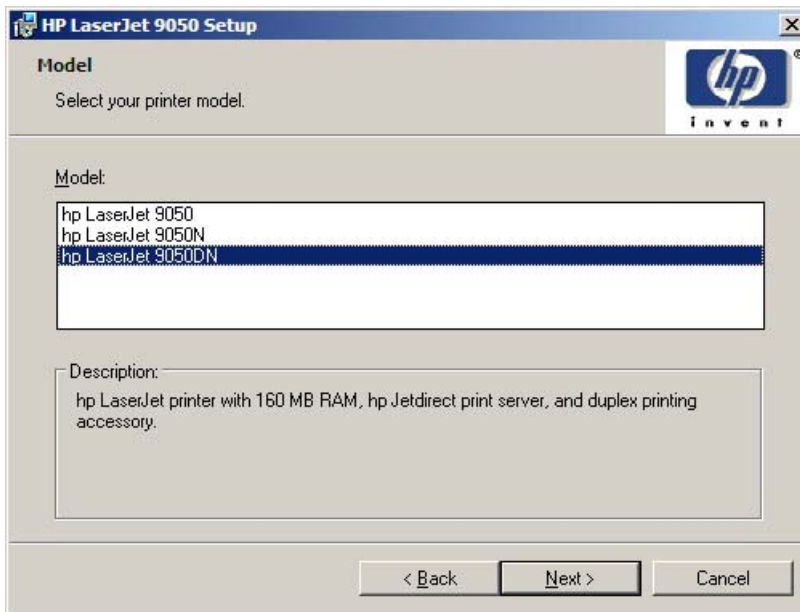 HP LaserJet 9050 Setup
Model
Select your printer model.
hp
®
invent
Model:
hp LaserJet 9050
hp LaserJet 9050N
hp LaserJet 9050DN
Description:
hp LaserJet printer with 160 MB RAM, hp Jetdirect print server, and duplex printing
accessory.
< Back
Next >
Cancel